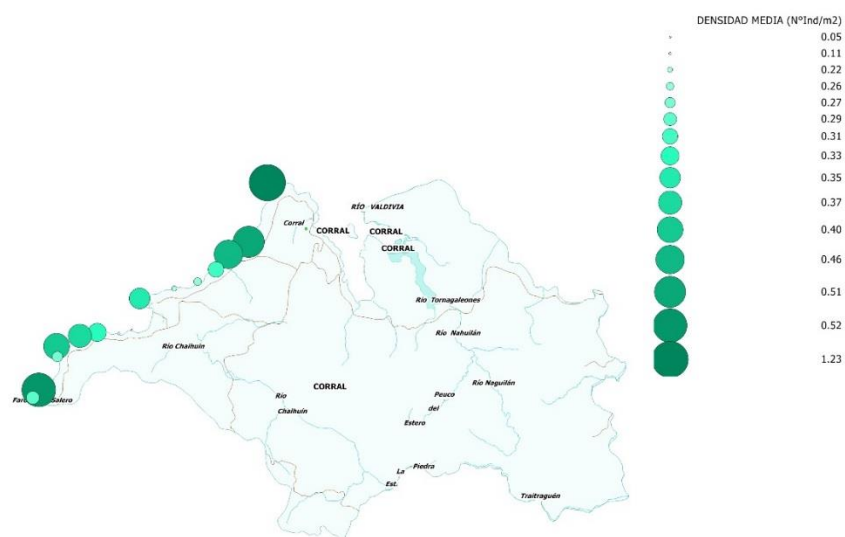 DENSIDAD MEDIA (N°Ind/m2)
0.05
0.11
0.22
0.26
0.27
0.29
0.31
0.33
0.35
0.37
0.40
0.46
0.51
0.52
1.23
RÍO VALDIVIA
Corral
CORRAL
CORRAL
CORRAL
Río Tornagaleones
Río Nahuilán
Río Chaihuín
Río Naguilán
CORRAL
Río
Chaihuín
Peuco
del
Estero
Salero
La Piedra
Est.
Traitraguén